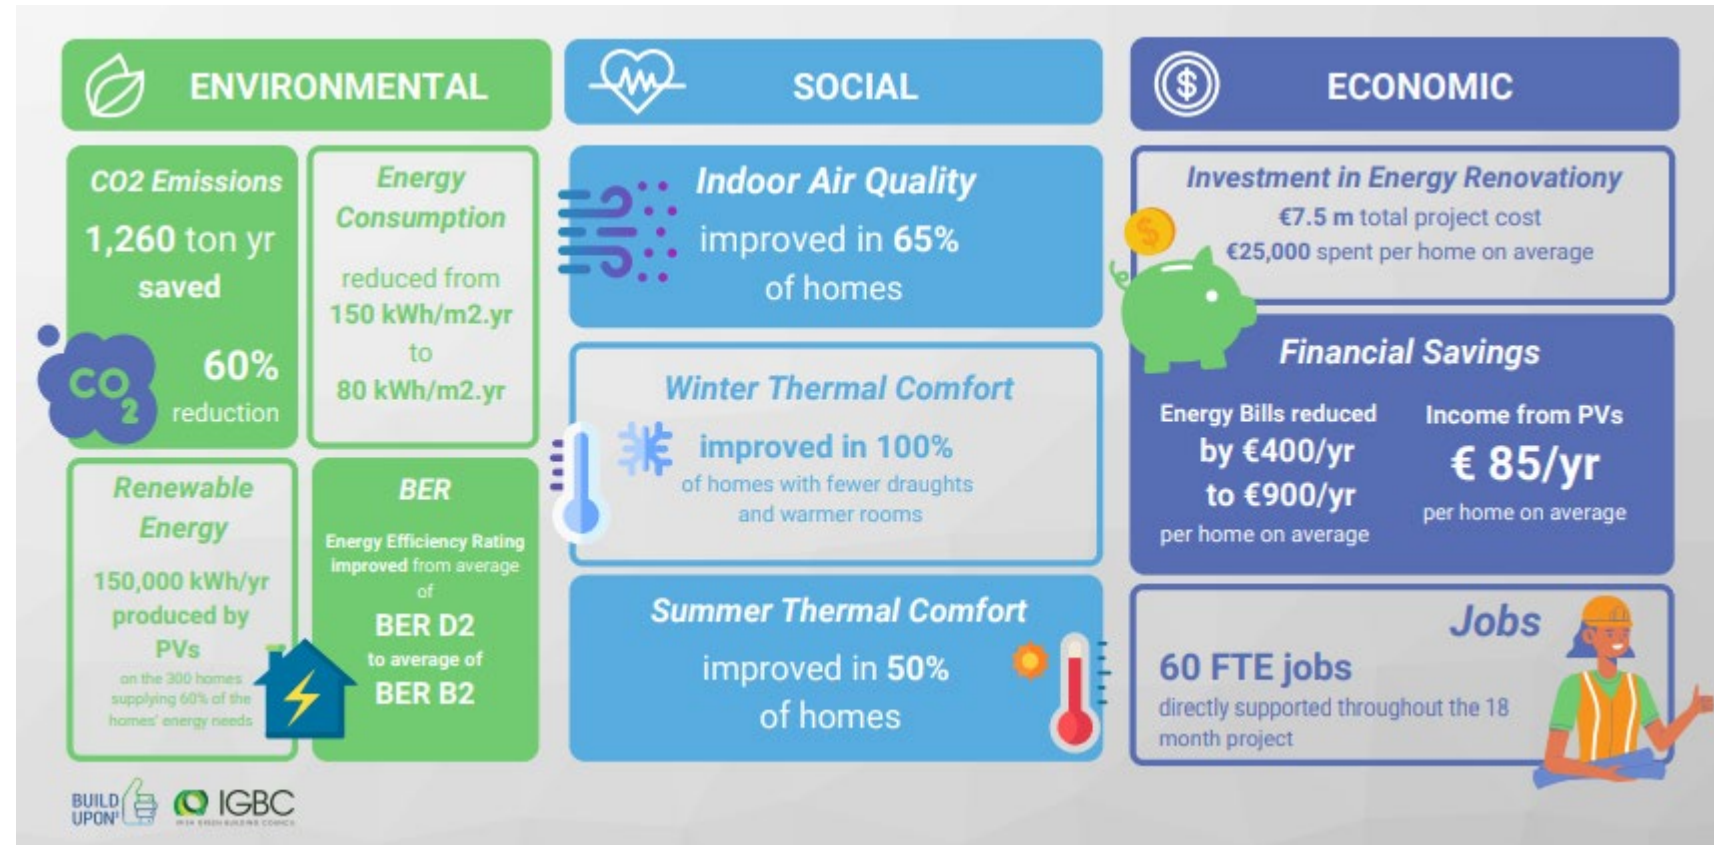 ENVIRONMENTAL
CO2 Emissions
1,260 ton yr
saved
CO
2
60%
reduction
Energy
Consumption
reduced from
150 kWh/m2.yr
to
80 kWh/m2.yr
Renewable
Energy
150,000 kWh/yr
produced by
PVs
on the 300 homes
supplying 60% of the
homes' energy needs
BER
Energy Efficiency Rating
improved from average
of
BER D2
to average of
BER B2
SOCIAL
Indoor Air Quality
improved in 65%
of homes
Winter Thermal Comfort
improved in 100%
of homes with fewer draughts
and warmer rooms
Summer Thermal Comfort
improved in 50%
of homes
$
ECONOMIC
Investment in Energy Renovationy
€7.5 m total project cost
€25,000 spent per home on average
$
Financial Savings
Energy Bills reduced
by €400/yr
to €900/yr
per home on average
Income from PVs
€ 85/yr
per home on average
Jobs
60 FTE jobs
directly supported throughout the 18
month project
BUILD
UPON²
IGBC
IRISH GREEN BUILDING COUNCIL